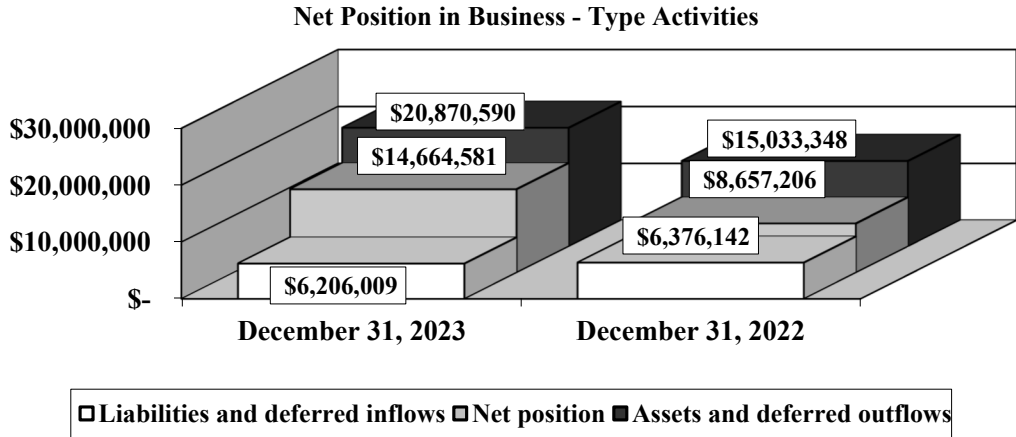 Net Position in Business - Type Activities
$30,000,000
$20,000,000
$10,000,000
$-
$20,870,590
$14,664,581
$6,206,009
$15,033,348
$8,657,206
$6,376,142
December 31, 2023
December 31, 2022
Liabilities and deferred inflows
Net position
Assets and deferred outflows